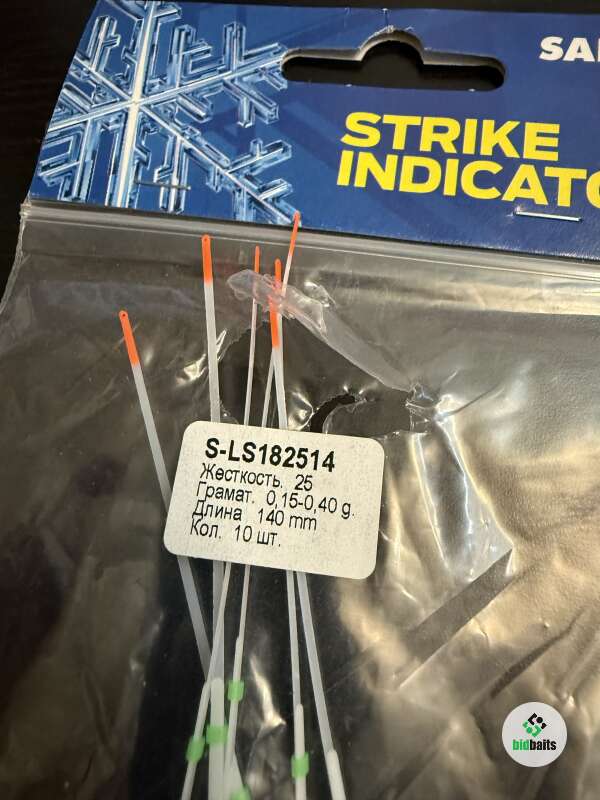 SA
STRIKE
INDICATO
S-LS182514
Жесткость. 25
Грамат. 0,15-0,40 g.
Длина 140 mm
Кол. 10 шт.
bidbaits